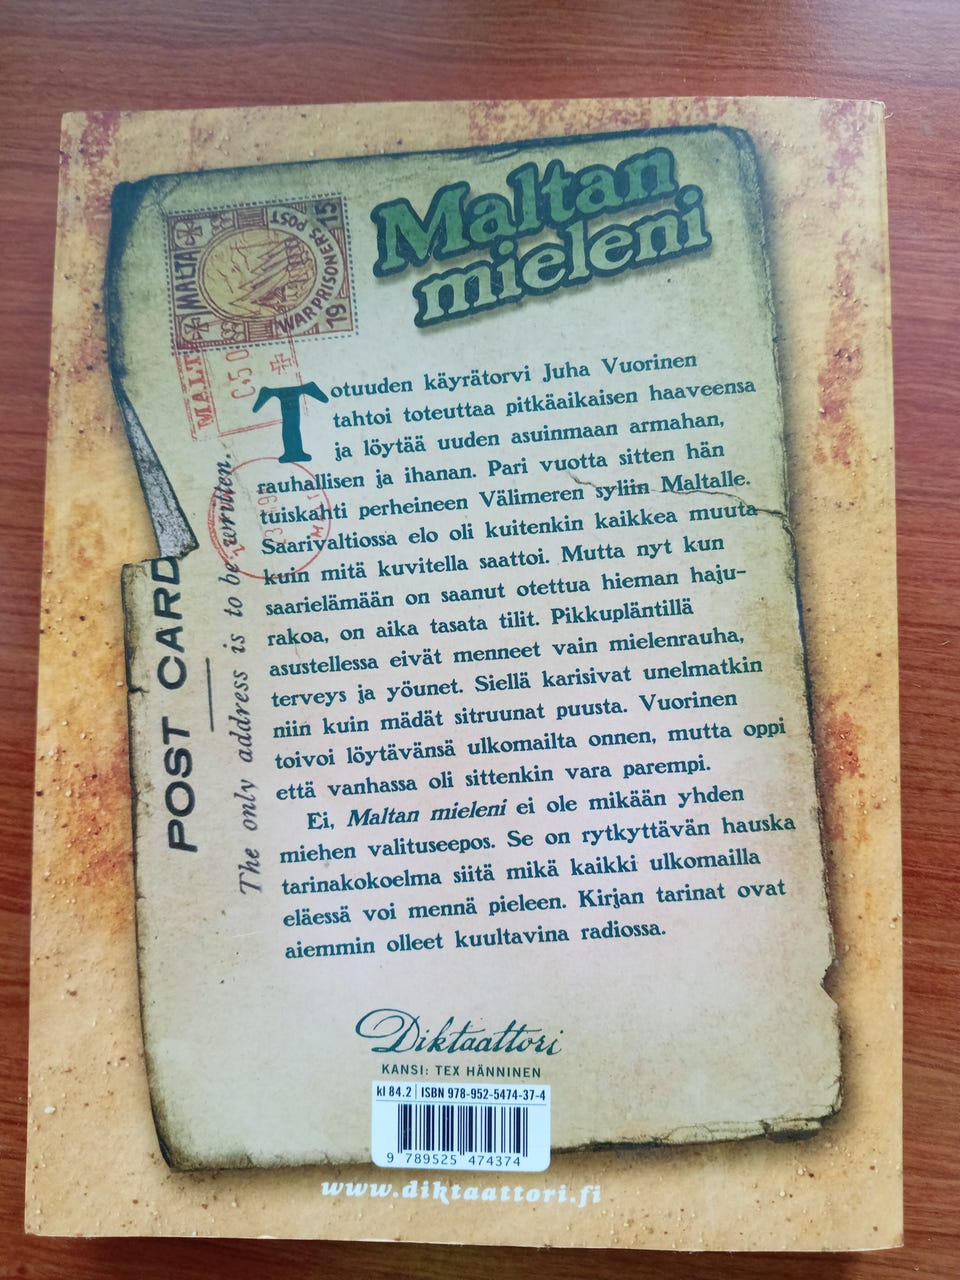 Maltan
mieleni
MALTA
WAR PRISONERS POST
19 15
MALT
POST CARD
The only address is to be written.
Totuuden käyrätorvi Juha Vuorinen
tahtoi toteuttaa pitkäaikaisen haaveensa
ja löytää uuden asuinmaan armahan,
rauhallisen ja ihanan. Pari vuotta sitten hän
tuiskahti perheineen Välimeren syliin Maltalle.
Saarivaltiossa elo oli kuitenkin kaikkea muuta
kuin mitä kuvitella saattoi. Mutta nyt kun
saarielämään on saanut otettua hieman haju-
rakoa, on aika tasata tilit. Pikkupläntillä
asustellessa eivät menneet vain mielenrauha,
terveys ja yöunet. Siellä karisivat unelmatkin
niin kuin mädät sitruunat puusta. Vuorinen
toivoi löytävänsä ulkomailta onnen, mutta oppi
että vanhassa oli sittenkin vara parempi.
Ei, Maltan mieleni ei ole mikään yhden
miehen valituseepos. Se on rytkyttävän hauska
tarinakokoelma siitä mikä kaikki ulkomailla
eläessä voi mennä pieleen. Kirjan tarinat ovat
aiemmin olleet kuultavina radiossa.
Diktaattori
KANSI: TEX HÄNNINEN
kl 84.2 ISBN 978-952-5474-37-4
9 789525 474374
www.diktaattori.fi